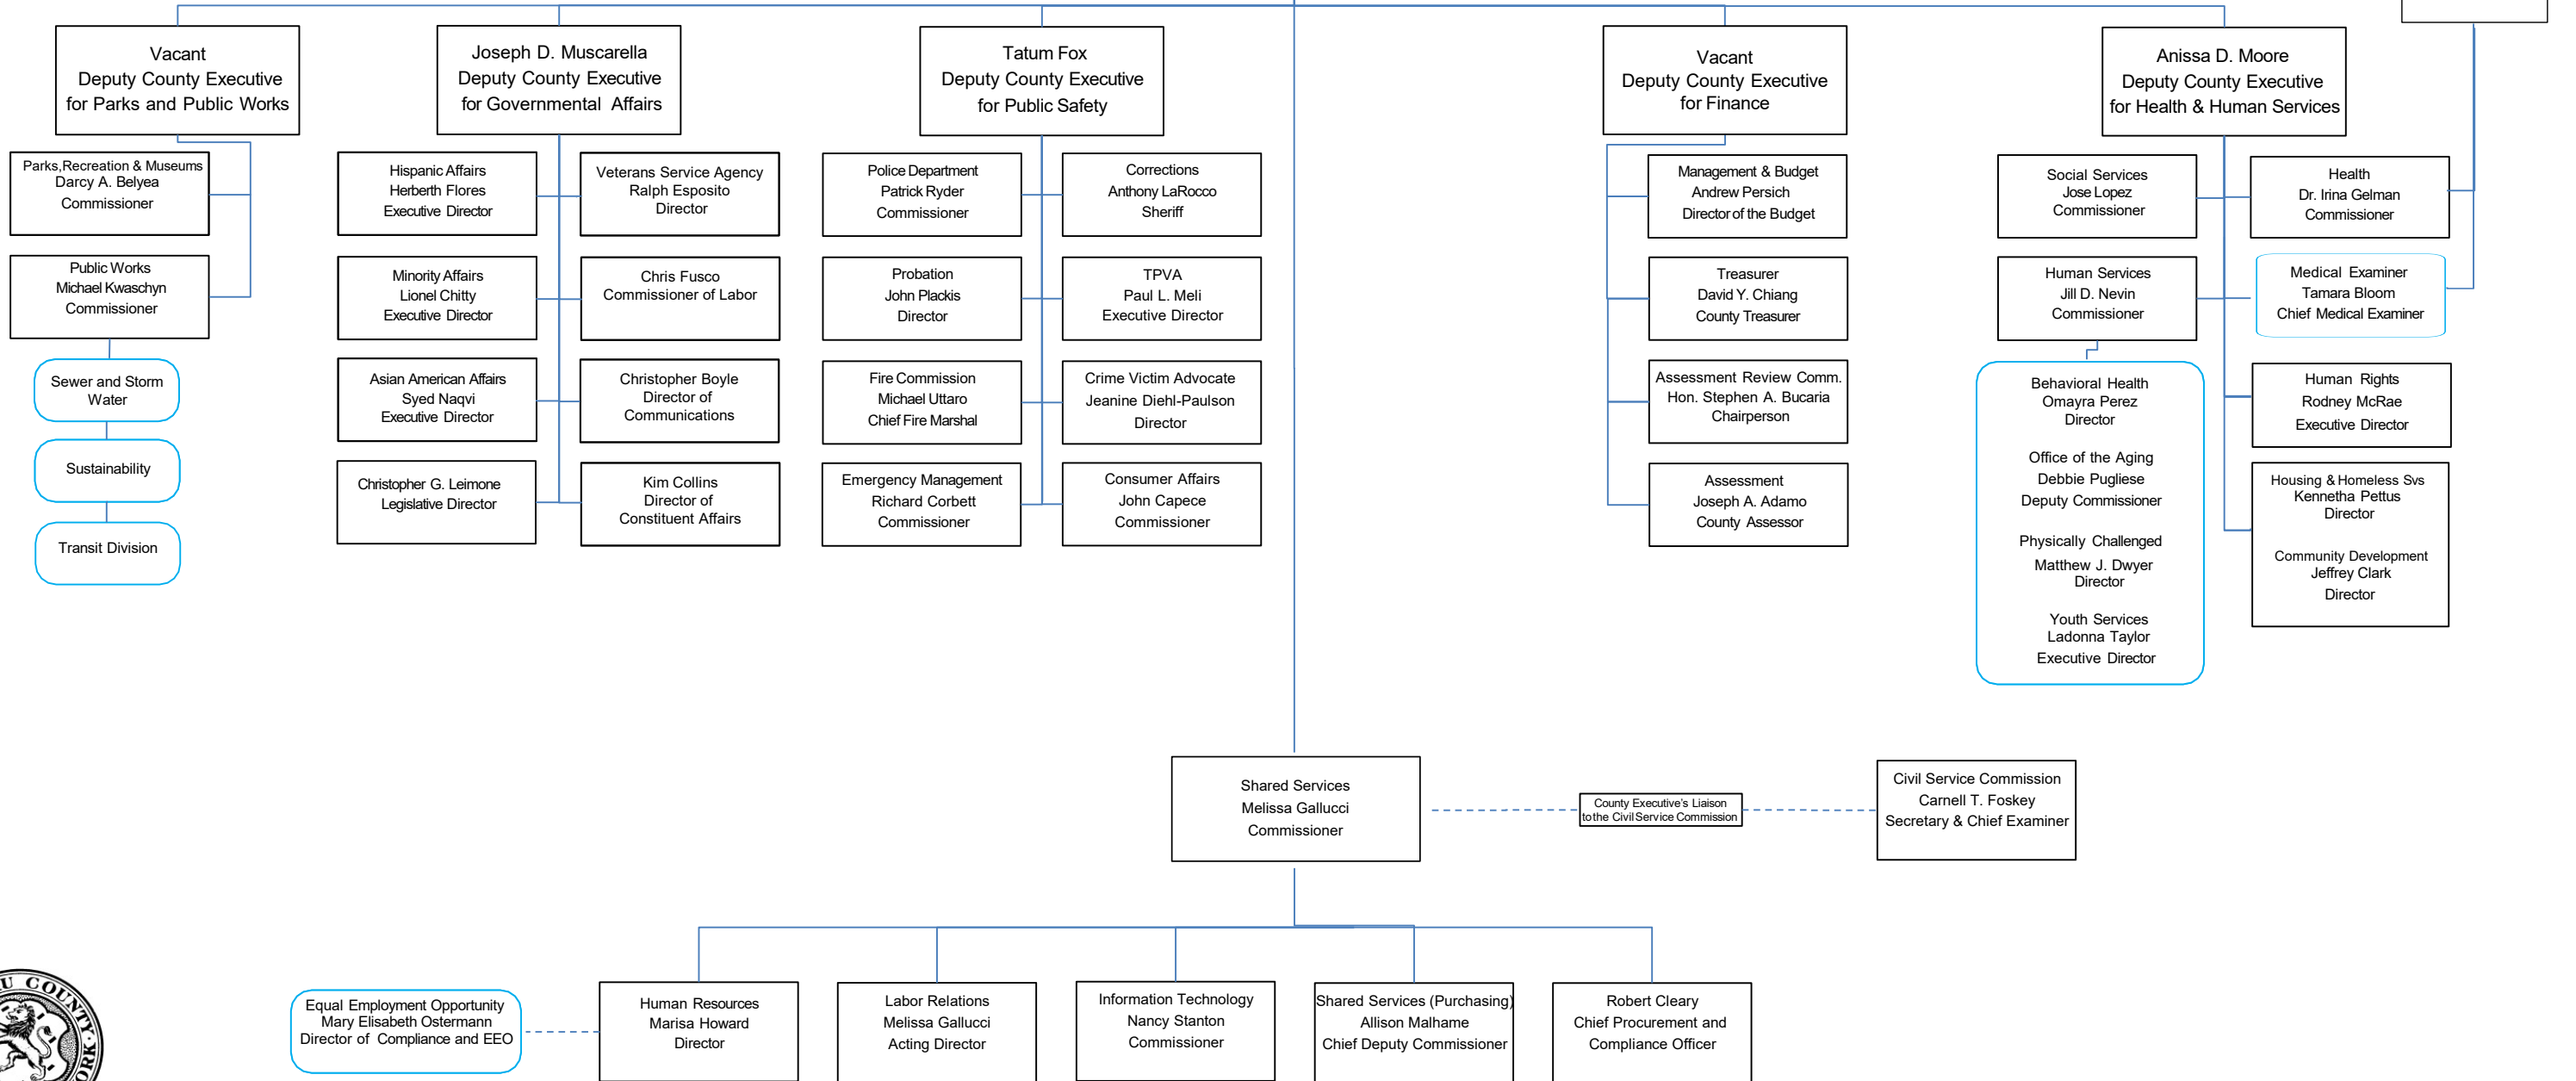 Vacant
Deputy County Executive
for Parks and Public Works
Joseph D. Muscarella
Deputy County Executive
for Governmental Affairs
Tatum Fox
Deputy County Executive
for Public Safety
Vacant
Deputy County Executive
for Finance
Anissa D. Moore
Deputy County Executive
for Health & Human Services
Parks,Recreation & Museums
Darcy A. Belyea
Commissioner
Public Works
Michael Kwaschyn
Commissioner
Sewer and Storm
Water
Sustainability
Transit Division
Hispanic Affairs
Herberth Flores
Executive Director
Veterans Service Agency
Ralph Esposito
Director
Minority Affairs
Lionel Chitty
Executive Director
Chris Fusco
Commissioner of Labor
Asian American Affairs
Syed Naqvi
Executive Director
Christopher Boyle
Director of
Communications
Christopher G. Leimone
Legislative Director
Kim Collins
Director of
Constituent Affairs
Police Department
Patrick Ryder
Commissioner
Corrections
Anthony LaRocco
Sheriff
Probation
John Plackis
Director
TPVA
Paul L. Meli
Executive Director
Fire Commission
Michael Uttaro
Chief Fire Marshal
Crime Victim Advocate
Jeanine Diehl-Paulson
Director
Emergency Management
Richard Corbett
Commissioner
Consumer Affairs
John Capece
Commissioner
Management & Budget
Andrew Persich
Director of the Budget
Treasurer
David Y. Chiang
County Treasurer
Assessment Review Comm.
Hon. Stephen A. Bucaria
Chairperson
Assessment
Joseph A. Adamo
County Assessor
Social Services
Jose Lopez
Commissioner
Health
Dr. Irina Gelman
Commissioner
Human Services
Jill D. Nevin
Commissioner
Medical Examiner
Tamara Bloom
Chief Medical Examiner
Behavioral Health
Omayra Perez
Director
Office of the Aging
Debbie Pugliese
Deputy Commissioner
Physically Challenged
Matthew J. Dwyer
Director
Youth Services
Ladonna Taylor
Executive Director
Human Rights
Rodney McRae
Executive Director
Housing & Homeless Svs
Kennetha Pettus
Director
Community Development
Jeffrey Clark
Director
Shared Services
Melissa Gallucci
Commissioner
County Executive's Liaison
to the Civil Service Commission
Civil Service Commission
Carnell T. Foskey
Secretary & Chief Examiner
Equal Employment Opportunity
Mary Elisabeth Ostermann
Director of Compliance and EEO
Human Resources
Marisa Howard
Director
Labor Relations
Melissa Gallucci
Acting Director
Information Technology
Nancy Stanton
Commissioner
Shared Services (Purchasing)
Allison Malhame
Chief Deputy Commissioner
Robert Cleary
Chief Procurement and
Compliance Officer